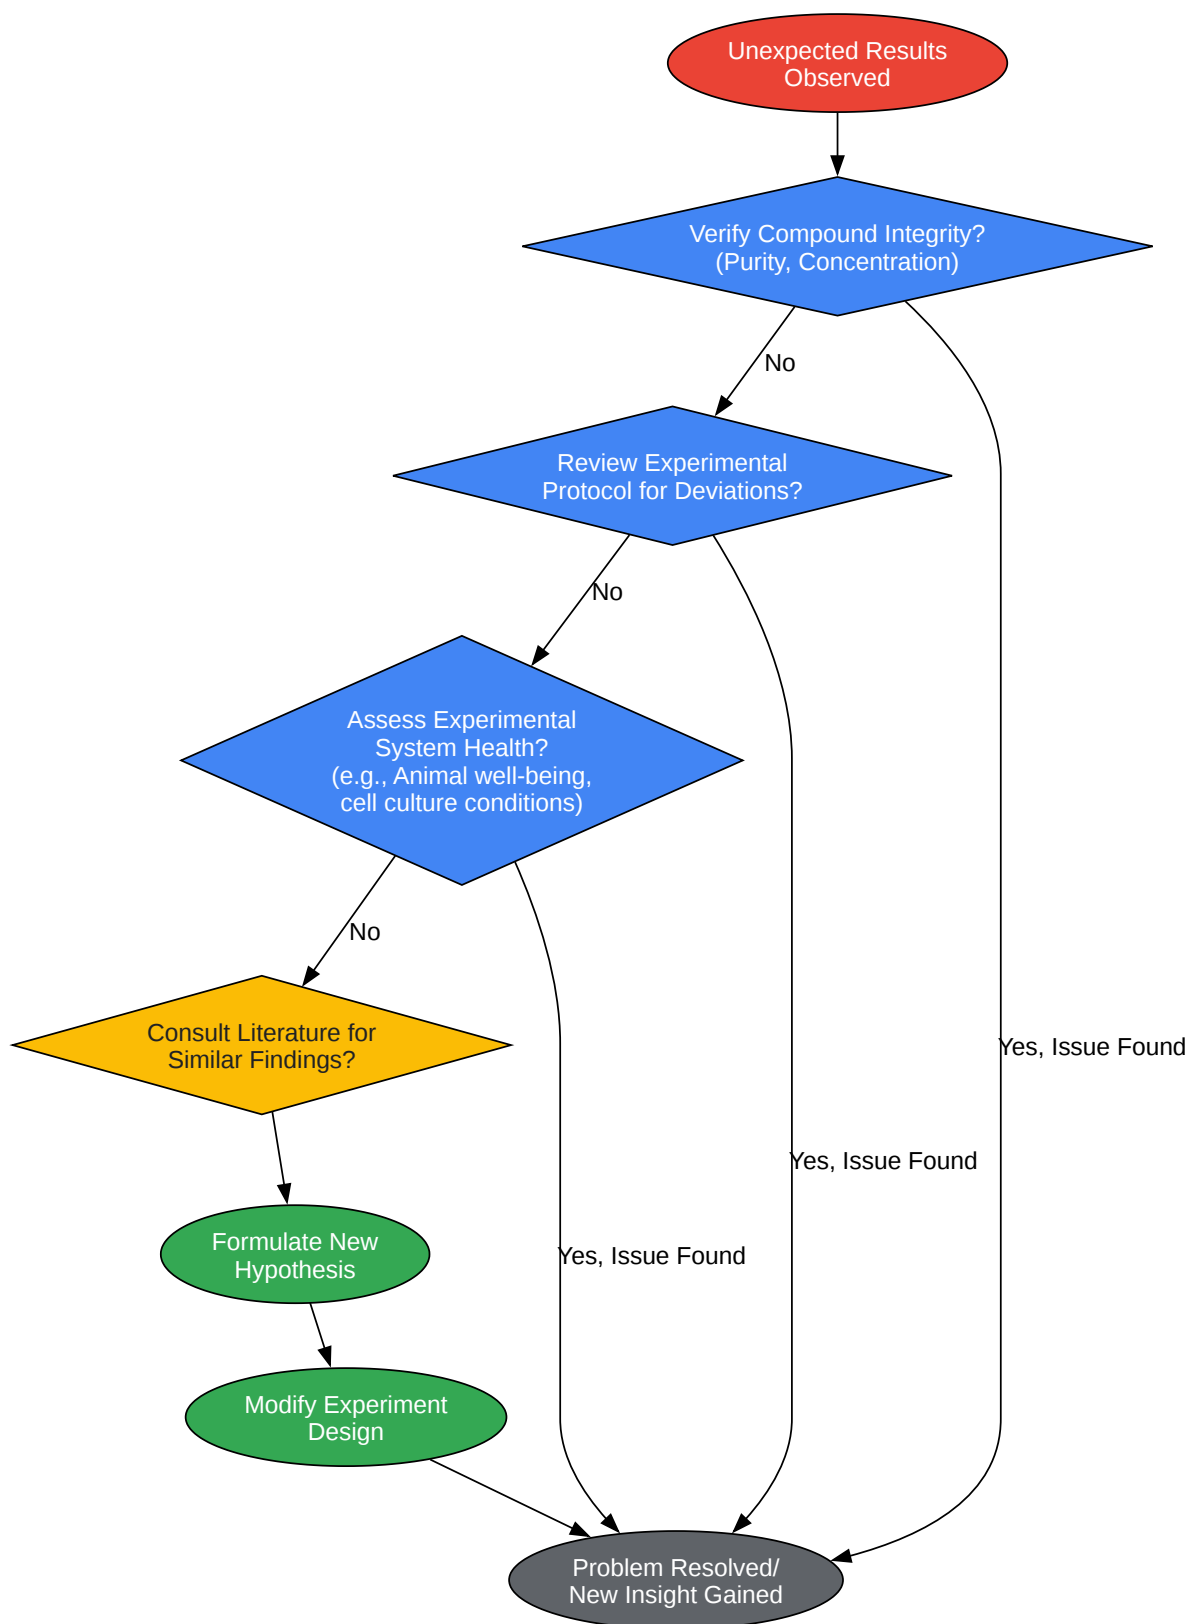 Unexpected Results
Observed
Verify Compound Integrity?
(Purity, Concentration)
No
Review Experimental
Protocol for Deviations?
No
Assess Experimental
System Health?
(e.g., Animal well-being,
cell culture conditions)
No
Consult Literature for
Similar Findings?
Yes, Issue Found
Yes, Issue Found
Formulate New
Hypothesis
Yes, Issue Found
Modify Experiment
Design
Problem Resolved/
New Insight Gained